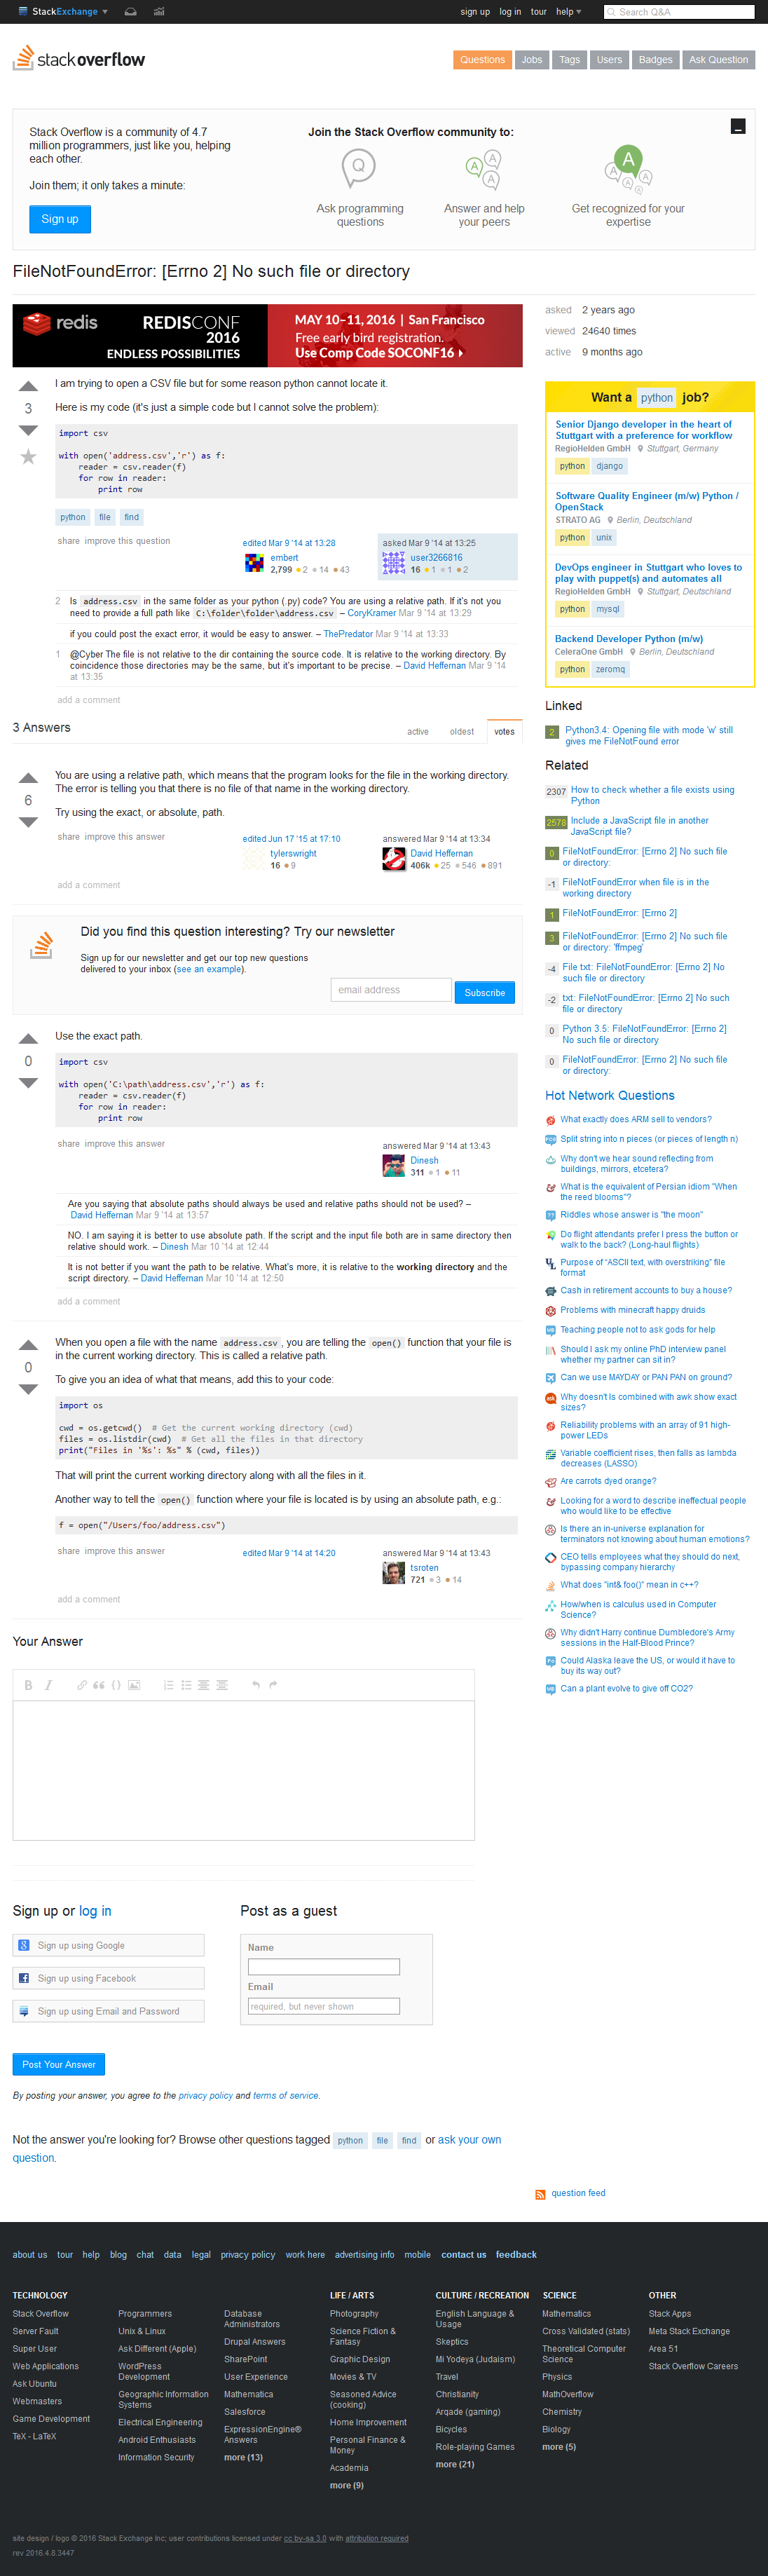 StackExchange
sign up log in tour help
Search Q&A
stackoverflow
Questions Jobs Tags Users Badges Ask Question
Stack Overflow is a community of 4.7
million programmers, just like you, helping
each other.
Join them; it only takes a minute:
Sign up
Join the Stack Overflow community to:
Q
A
A
A
A
A
A
A
A
Ask programming
questions
Answer and help
your peers
Get recognized for your
expertise
FileNotFoundError: [Errno 2] No such file or directory
redis
REDISCONF
2016
ENDLESS POSSIBILITIES
MAY 10–11, 2016 | San Francisco
Free early bird registration.
Use Comp Code SOCONF16
3
I am trying to open a CSV file but for some reason python cannot locate it.
Here is my code (it's just a simple code but I cannot solve the problem):
import csv
with open('address.csv','r') as f:
reader = csv.reader(f)
for row in reader:
print row
python file find
share improve this question
edited Mar 9 '14 at 13:28
embert
2,799 2 14 43
asked Mar 9 '14 at 13:25
user3266816
16 1 1 2
2 Is address.csv in the same folder as your python (.py) code? You are using a relative path. If it's not you
need to provide a full path like C:\folder\folder\address.csv – CoryKramer Mar 9 '14 at 13:29
if you could post the exact error, it would be easy to answer. – ThePredator Mar 9 '14 at 13:33
1 @Cyber The file is not relative to the dir containing the source code. It is relative to the working directory. By
coincidence those directories may be the same, but it's important to be precise. – David Heffernan Mar 9 '14
at 13:35
add a comment
3 Answers
active oldest votes
6
You are using a relative path, which means that the program looks for the file in the working directory.
The error is telling you that there is no file of that name in the working directory.
Try using the exact, or absolute, path.
share improve this answer
edited Jun 17 '15 at 17:10
tylerswright
16 9
answered Mar 9 '14 at 13:34
David Heffernan
406k 25 546 891
add a comment
Did you find this question interesting? Try our newsletter
Sign up for our newsletter and get our top new questions
delivered to your inbox (see an example).
email address
Subscribe
0
Use the exact path.
import csv
with open('C:\path\address.csv','r') as f:
reader = csv.reader(f)
for row in reader:
print row
share improve this answer
answered Mar 9 '14 at 13:43
Dinesh
311 1 11
Are you saying that absolute paths should always be used and relative paths should not be used? –
David Heffernan Mar 9 '14 at 13:57
NO. I am saying it is better to use absolute path. If the script and the input file both are in same directory then
relative should work. – Dinesh Mar 10 '14 at 12:44
It is not better if you want the path to be relative. What's more, it is relative to the working directory and the
script directory. – David Heffernan Mar 10 '14 at 12:50
add a comment
0
When you open a file with the name address.csv, you are telling the open() function that your file is
in the current working directory. This is called a relative path.
To give you an idea of what that means, add this to your code:
import os
cwd = os.getcwd() # Get the current working directory (cwd)
files = os.listdir(cwd) # Get all the files in that directory
print("Files in '%s': %s" % (cwd, files))
That will print the current working directory along with all the files in it.
Another way to tell the open() function where your file is located is by using an absolute path, e.g.:
f = open("/Users/foo/address.csv")
share improve this answer
edited Mar 9 '14 at 14:20
answered Mar 9 '14 at 13:43
tsroten
721 3 14
add a comment
Your Answer
B I
Sign up or log in
Sign up using Google
Sign up using Facebook
Sign up using Email and Password
Post as a guest
Name
Email
required, but never shown
Post Your Answer
By posting your answer, you agree to the privacy policy and terms of service.
Not the answer you're looking for? Browse other questions tagged python file find or ask your own
question.
asked 2 years ago
viewed 24640 times
active 9 months ago
Want a python job?
Senior Django developer in the heart of
Stuttgart with a preference for workflow
RegioHelden GmbH Stuttgart, Germany
python django
Software Quality Engineer (m/w) Python /
OpenStack
STRATO AG Berlin, Deutschland
python unix
DevOps engineer in Stuttgart who loves to
play with puppet(s) and automates all
RegioHelden GmbH Stuttgart, Deutschland
python mysql
Backend Developer Python (m/w)
CeleraOne GmbH Berlin, Deutschland
python zeromq
Linked
2 Python3.4: Opening file with mode 'w' still
gives me FileNotFound error
Related
2307 How to check whether a file exists using
Python
2578 Include a JavaScript file in another
JavaScript file?
0 FileNotFoundError: [Errno 2] No such file
or directory:
-1 FileNotFoundError when file is in the
working directory
1 FileNotFoundError: [Errno 2]
3 FileNotFoundError: [Errno 2] No such file
or directory: 'ffmpeg'
-4 File txt: FileNotFoundError: [Errno 2] No
such file or directory
-2 txt: FileNotFoundError: [Errno 2] No such
file or directory
0 Python 3.5: FileNotFoundError: [Errno 2]
No such file or directory
0 FileNotFoundError: [Errno 2] No such file
or directory:
Hot Network Questions
What exactly does ARM sell to vendors?
Split string into n pieces (or pieces of length n)
Why don't we hear sound reflecting from
buildings, mirrors, etcetera?
What is the equivalent of Persian idiom "When
the reed blooms"?
Riddles whose answer is "the moon"
Do flight attendants prefer I press the button or
walk to the back? (Long-haul flights)
Purpose of "ASCII text, with overstriking" file
format
Cash in retirement accounts to buy a house?
Problems with minecraft happy druids
Teaching people not to ask gods for help
Should I ask my online PhD interview panel
whether my partner can sit in?
Can we use MAYDAY or PAN PAN on ground?
Why doesn't ls combined with awk show exact
sizes?
Reliability problems with an array of 91 high-
power LEDs
Variable coefficient rises, then falls as lambda
decreases (LASSO)
Are carrots dyed orange?
Looking for a word to describe ineffectual people
who would like to be effective
Is there an in-universe explanation for
terminators not knowing about human emotions?
CEO tells employees what they should do next,
bypassing company hierarchy
What does "int& foo()" mean in c++?
How/when is calculus used in Computer
Science?
Why didn't Harry continue Dumbledore's Army
sessions in the Half-Blood Prince?
Could Alaska leave the US, or would it have to
buy its way out?
Can a plant evolve to give off CO2?
question feed
about us tour help blog chat data legal privacy policy work here advertising info mobile contact us feedback
TECHNOLOGY
Stack Overflow
Server Fault
Super User
Web Applications
Ask Ubuntu
Webmasters
Game Development
TeX - LaTeX
Programmers
Unix & Linux
Ask Different (Apple)
WordPress
Development
Geographic Information
Systems
Electrical Engineering
Android Enthusiasts
Information Security
Database
Administrators
Drupal Answers
SharePoint
User Experience
Mathematica
Salesforce
ExpressionEngine®
Answers
more (13)
LIFE / ARTS
Photography
Science Fiction &
Fantasy
Graphic Design
Movies & TV
Seasoned Advice
(cooking)
Home Improvement
Personal Finance &
Money
Academia
more (9)
CULTURE / RECREATION
English Language &
Usage
Skeptics
Mi Yodeya (Judaism)
Travel
Christianity
Arqade (gaming)
Bicycles
Role-playing Games
more (21)
SCIENCE
Mathematics
Cross Validated (stats)
Theoretical Computer
Science
Physics
MathOverflow
Chemistry
Biology
more (5)
OTHER
Stack Apps
Meta Stack Exchange
Area 51
Stack Overflow Careers
site design / logo © 2016 Stack Exchange Inc; user contributions licensed under cc by-sa 3.0 with attribution required
rev 2016.4.8.3447